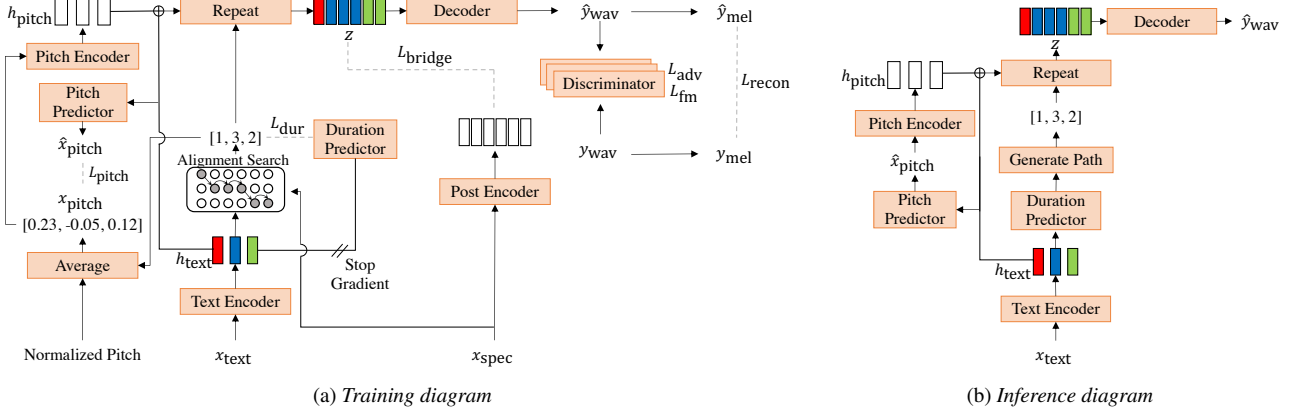 h_pitch
Repeat
z
Decoder
ŷ_wav
ŷ_mel
Pitch Encoder
L_bridge
Discriminator
L_adv
L_fm
L_recon
Pitch
Predictor
x̂_pitch
[1, 3, 2]
L_dur
Duration
Predictor
y_wav
y_mel
L_pitch
Alignment Search
x_pitch
[0.23, -0.05, 0.12]
Post Encoder
Average
h_text
Stop
Gradient
Text Encoder
Normalized Pitch
x_text
x_spec
(a) Training diagram
Decoder
ŷ_wav
z
h_pitch
Repeat
Pitch Encoder
[1, 3, 2]
x̂_pitch
Generate Path
Pitch
Predictor
Duration
Predictor
h_text
Text Encoder
x_text
(b) Inference diagram